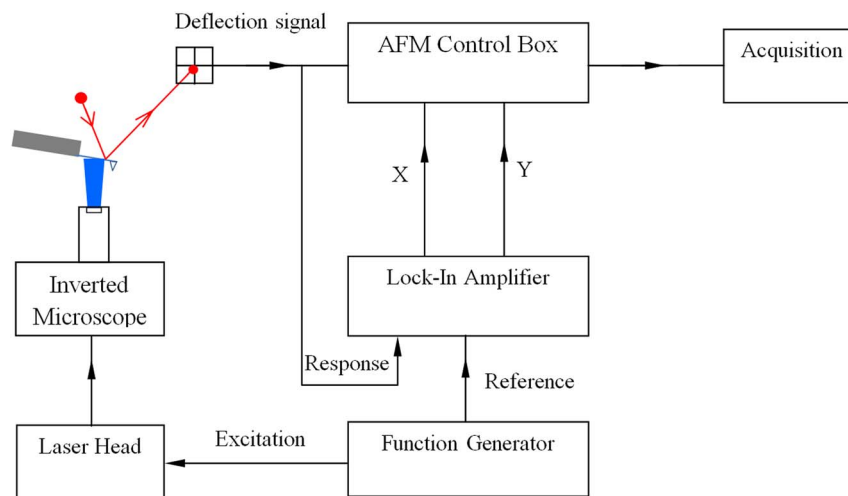 Deflection signal
AFM Control Box
Acquisition
X
Y
Inverted
Microscope
Lock-In Amplifier
Response
Reference
Laser Head
Excitation
Function Generator